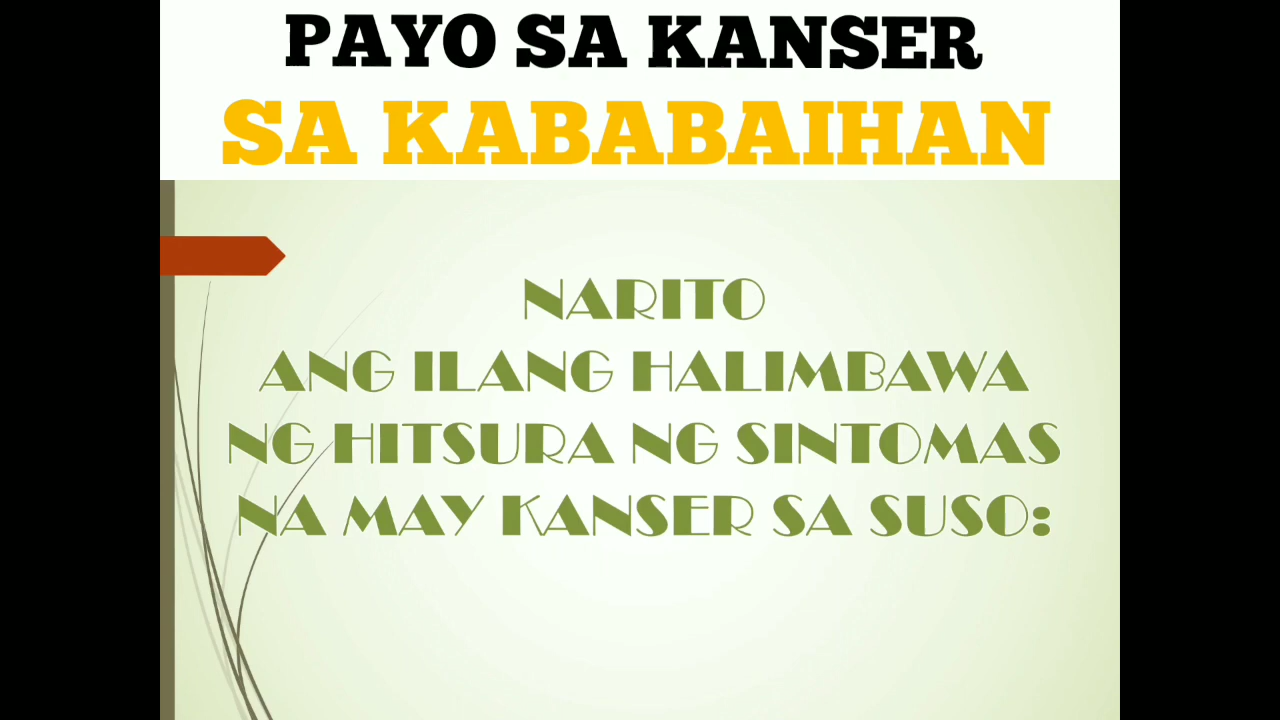 PAYO SA KANSER
SA KABABAIHAN
NARITO
ANG ILANG HALIMBAWA
NG HITSURA NG SINTOMAS
NA MAY KANSER SA SUSO: